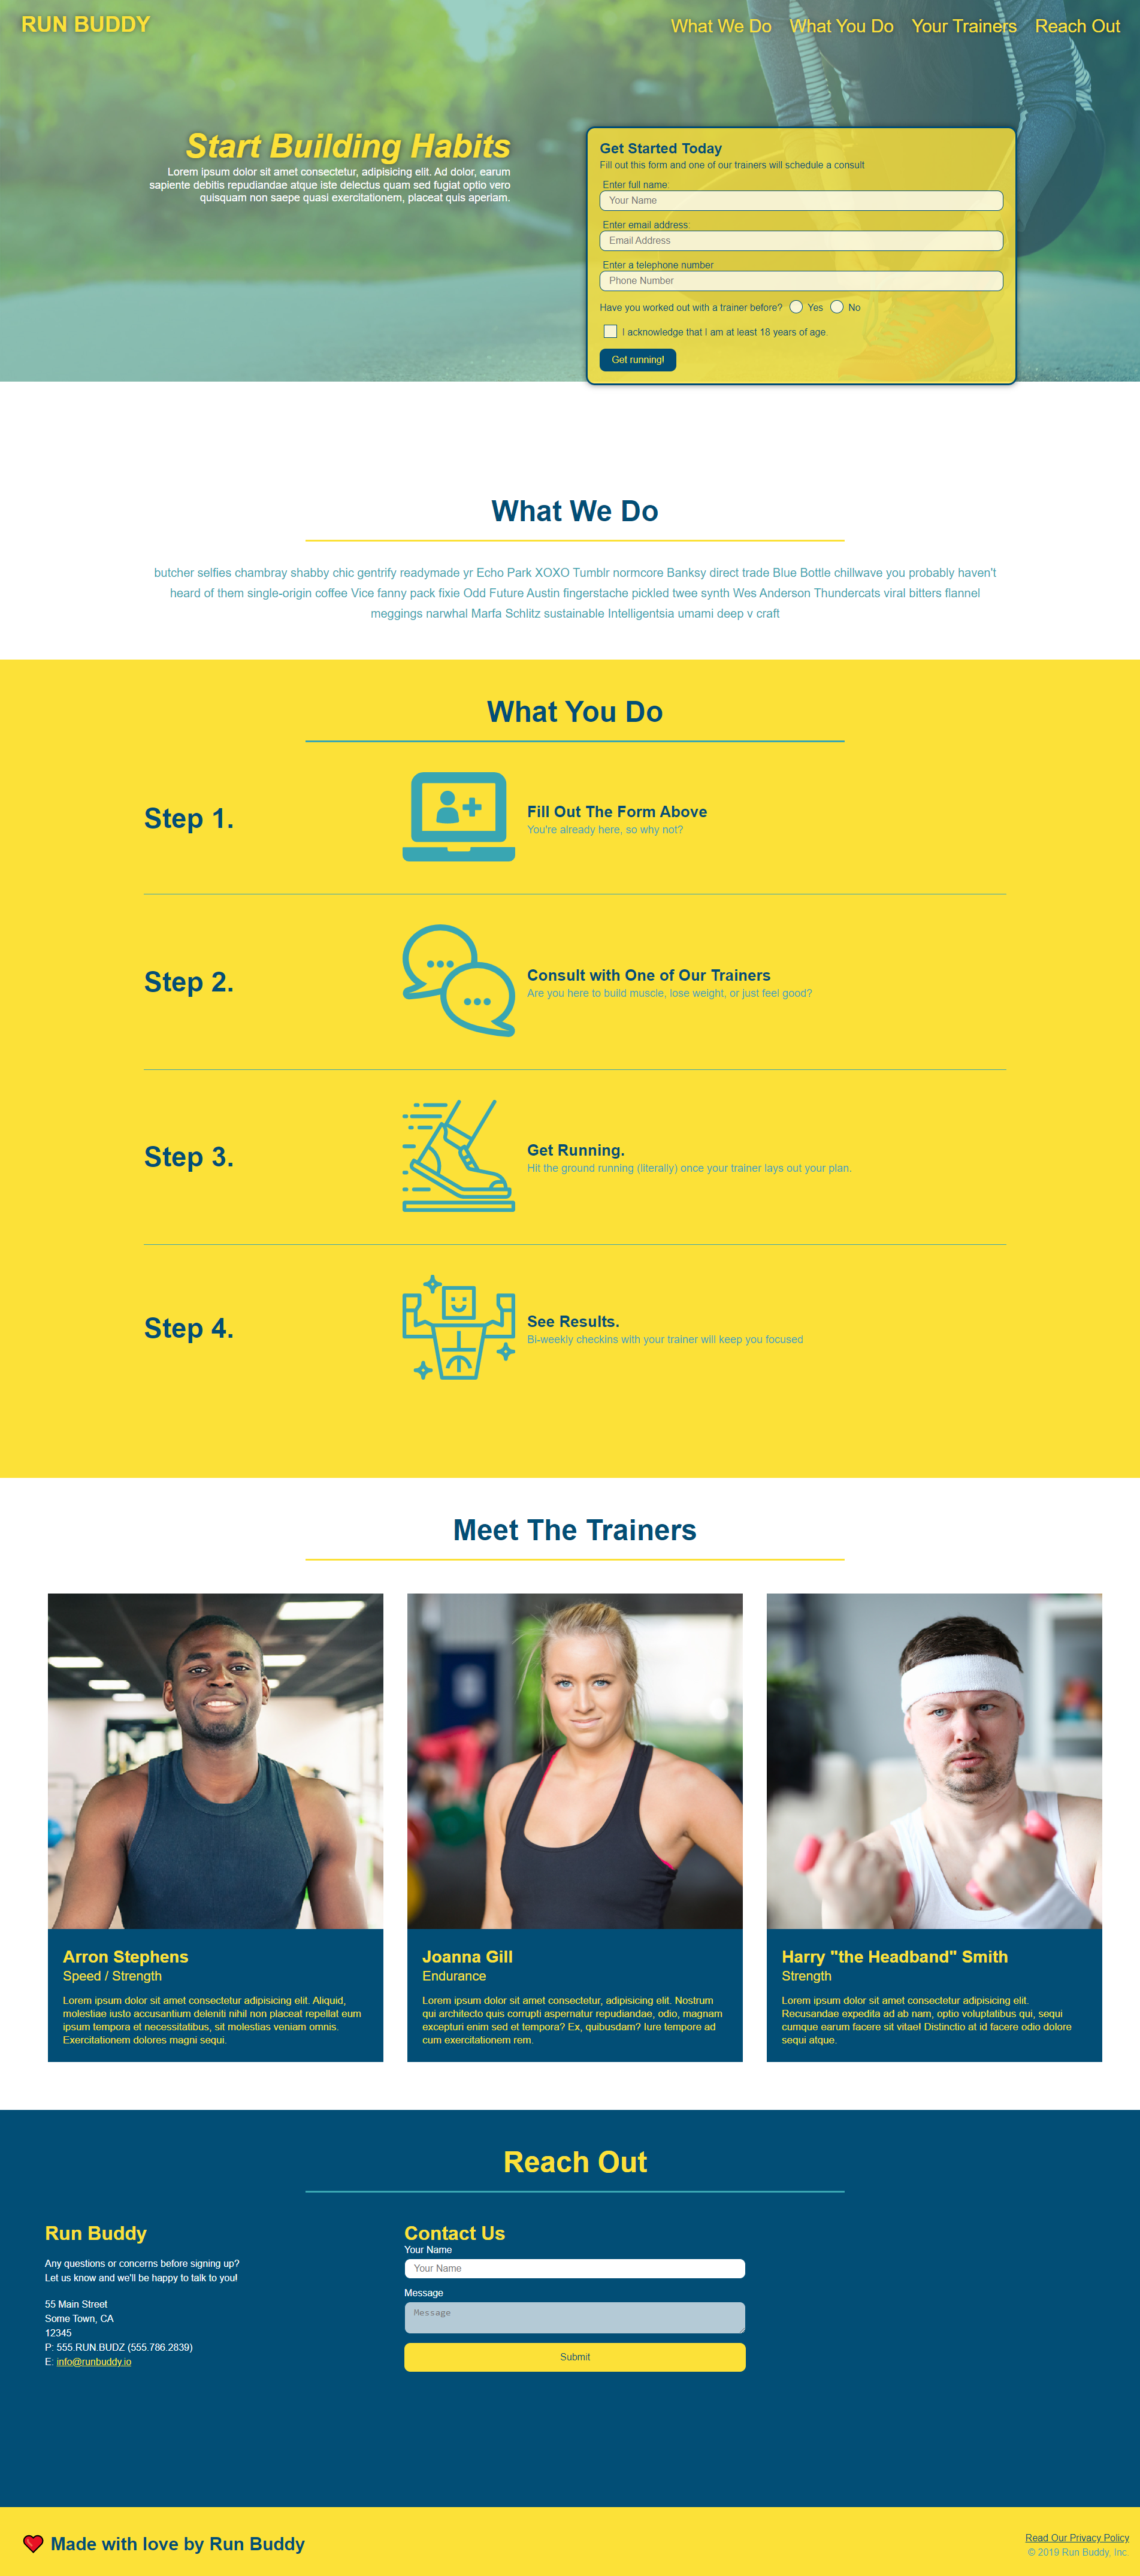 RUN BUDDY
What We Do What You Do Your Trainers Reach Out
Start Building Habits
Lorem ipsum dolor sit amet consectetur, adipisicing elit. Ad dolor, earum
sapiente debitis repudiandae atque iste delectus quam sed fugiat optio vero
quisquam non saepe quasi exercitationem, placeat quis aperiam.
Get Started Today
Fill out this form and one of our trainers will schedule a consult
Enter full name:
Your Name
Enter email address:
Email Address
Enter a telephone number
Phone Number
Have you worked out with a trainer before? Yes No
I acknowledge that I am at least 18 years of age.
Get running!
What We Do
butcher selfies chambray shabby chic gentrify readymade yr Echo Park XOXO Tumblr normcore Banksy direct trade Blue Bottle chillwave you probably haven't
heard of them single-origin coffee Vice fanny pack fixie Odd Future Austin fingerstache pickled twee synth Wes Anderson Thundercats viral bitters flannel
meggings narwhal Marfa Schlitz sustainable Intelligentsia umami deep v craft
What You Do
Step 1.
Fill Out The Form Above
You're already here, so why not?
Step 2.
Consult with One of Our Trainers
Are you here to build muscle, lose weight, or just feel good?
Step 3.
Get Running.
Hit the ground running (literally) once your trainer lays out your plan.
Step 4.
See Results.
Bi-weekly checkins with your trainer will keep you focused
Meet The Trainers
Arron Stephens
Speed / Strength
Lorem ipsum dolor sit amet consectetur adipisicing elit. Aliquid,
molestiae iusto accusantium deleniti nihil non placeat repellat eum
ipsum tempora et necessitatibus, sit molestias veniam omnis.
Exercitationem dolores magni sequi.
Joanna Gill
Endurance
Lorem ipsum dolor sit amet consectetur, adipisicing elit. Nostrum
qui architecto quis corrupti aspernatur repudiandae, odio, magnam
excepturi enim sed et tempora? Ex, quibusdam? Iure tempore ad
cum exercitationem rem.
Harry "the Headband" Smith
Strength
Lorem ipsum dolor sit amet consectetur adipisicing elit.
Recusandae expedita ad ab nam, optio voluptatibus qui, sequi
cumque earum facere sit vitae! Distinctio at id facere odio dolore
sequi atque.
Reach Out
Run Buddy
Any questions or concerns before signing up?
Let us know and we'll be happy to talk to you!
55 Main Street
Some Town, CA
12345
P: 555.RUN.BUDZ (555.786.2839)
E: info@runbuddy.io
Contact Us
Your Name
Your Name
Message
Message
Submit
Made with love by Run Buddy
Read Our Privacy Policy
© 2019 Run Buddy, Inc.